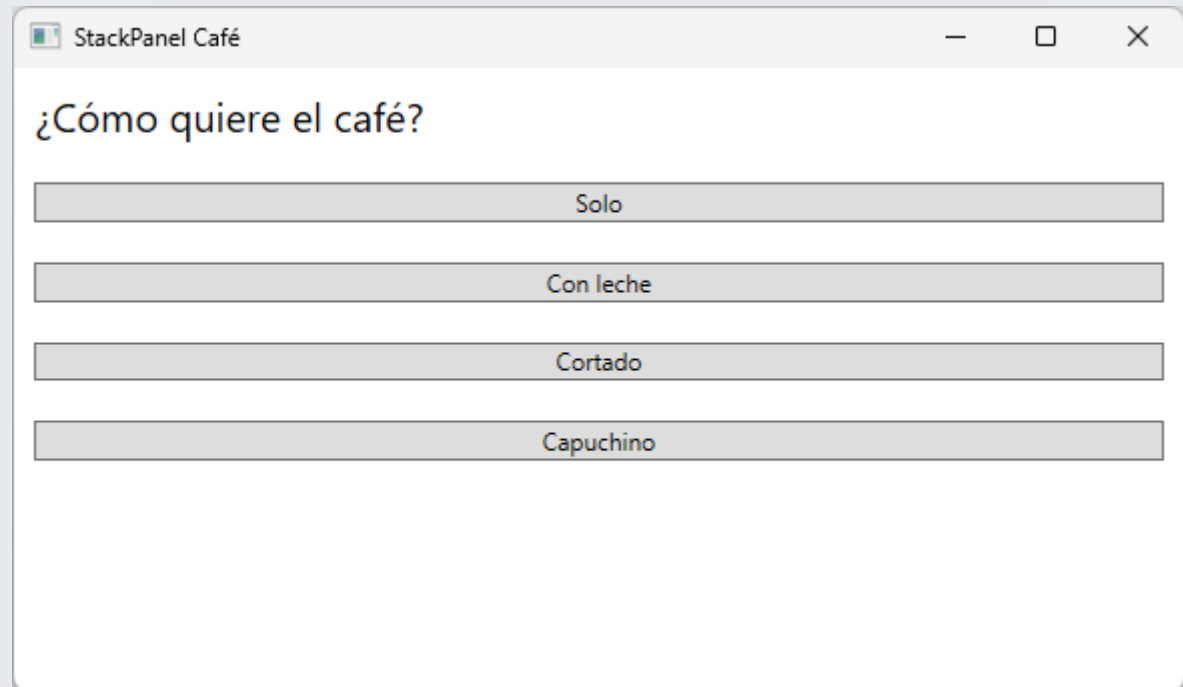 StackPanel Café
¿Cómo quiere el café?
Solo
Con leche
Cortado
Capuchino